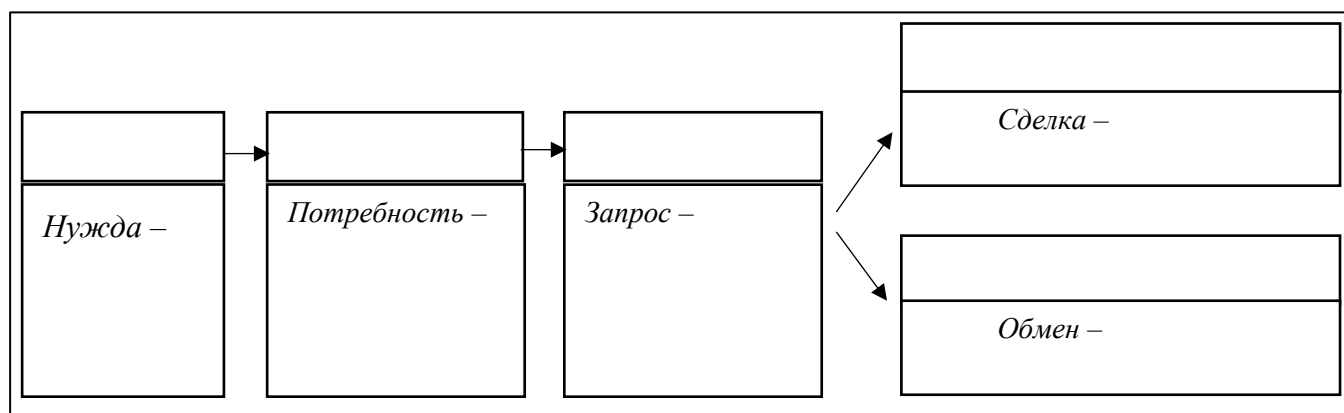 Нужда –
Потребность –
Запрос –
Сделка –
Обмен –